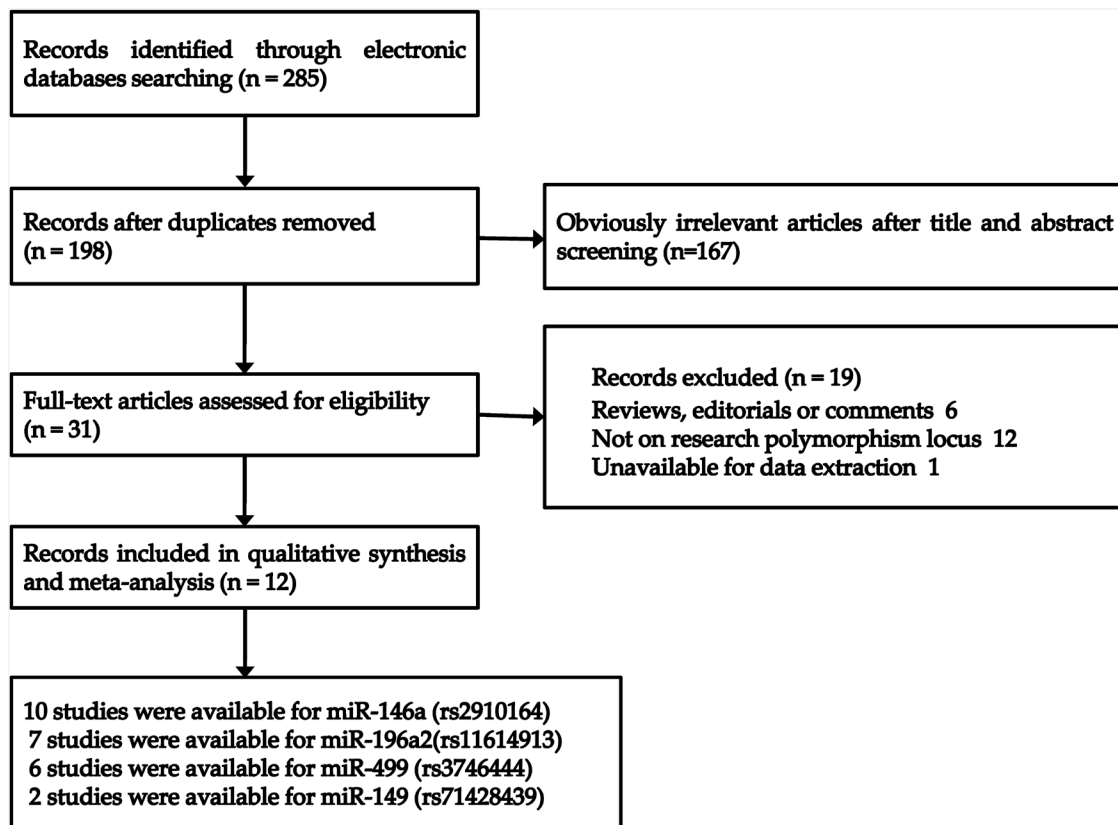 Records identified through electronic
databases searching (n = 285)
Records after duplicates removed
(n = 198)
Obviously irrelevant articles after title and abstract
screening (n=167)
Full-text articles assessed for eligibility
(n = 31)
Records excluded (n = 19)
Reviews, editorials or comments 6
Not on research polymorphism locus 12
Unavailable for data extraction 1
Records included in qualitative synthesis
and meta-analysis (n = 12)
10 studies were available for miR-146a (rs2910164)
7 studies were available for miR-196a2(rs11614913)
6 studies were available for miR-499 (rs3746444)
2 studies were available for miR-149 (rs71428439)